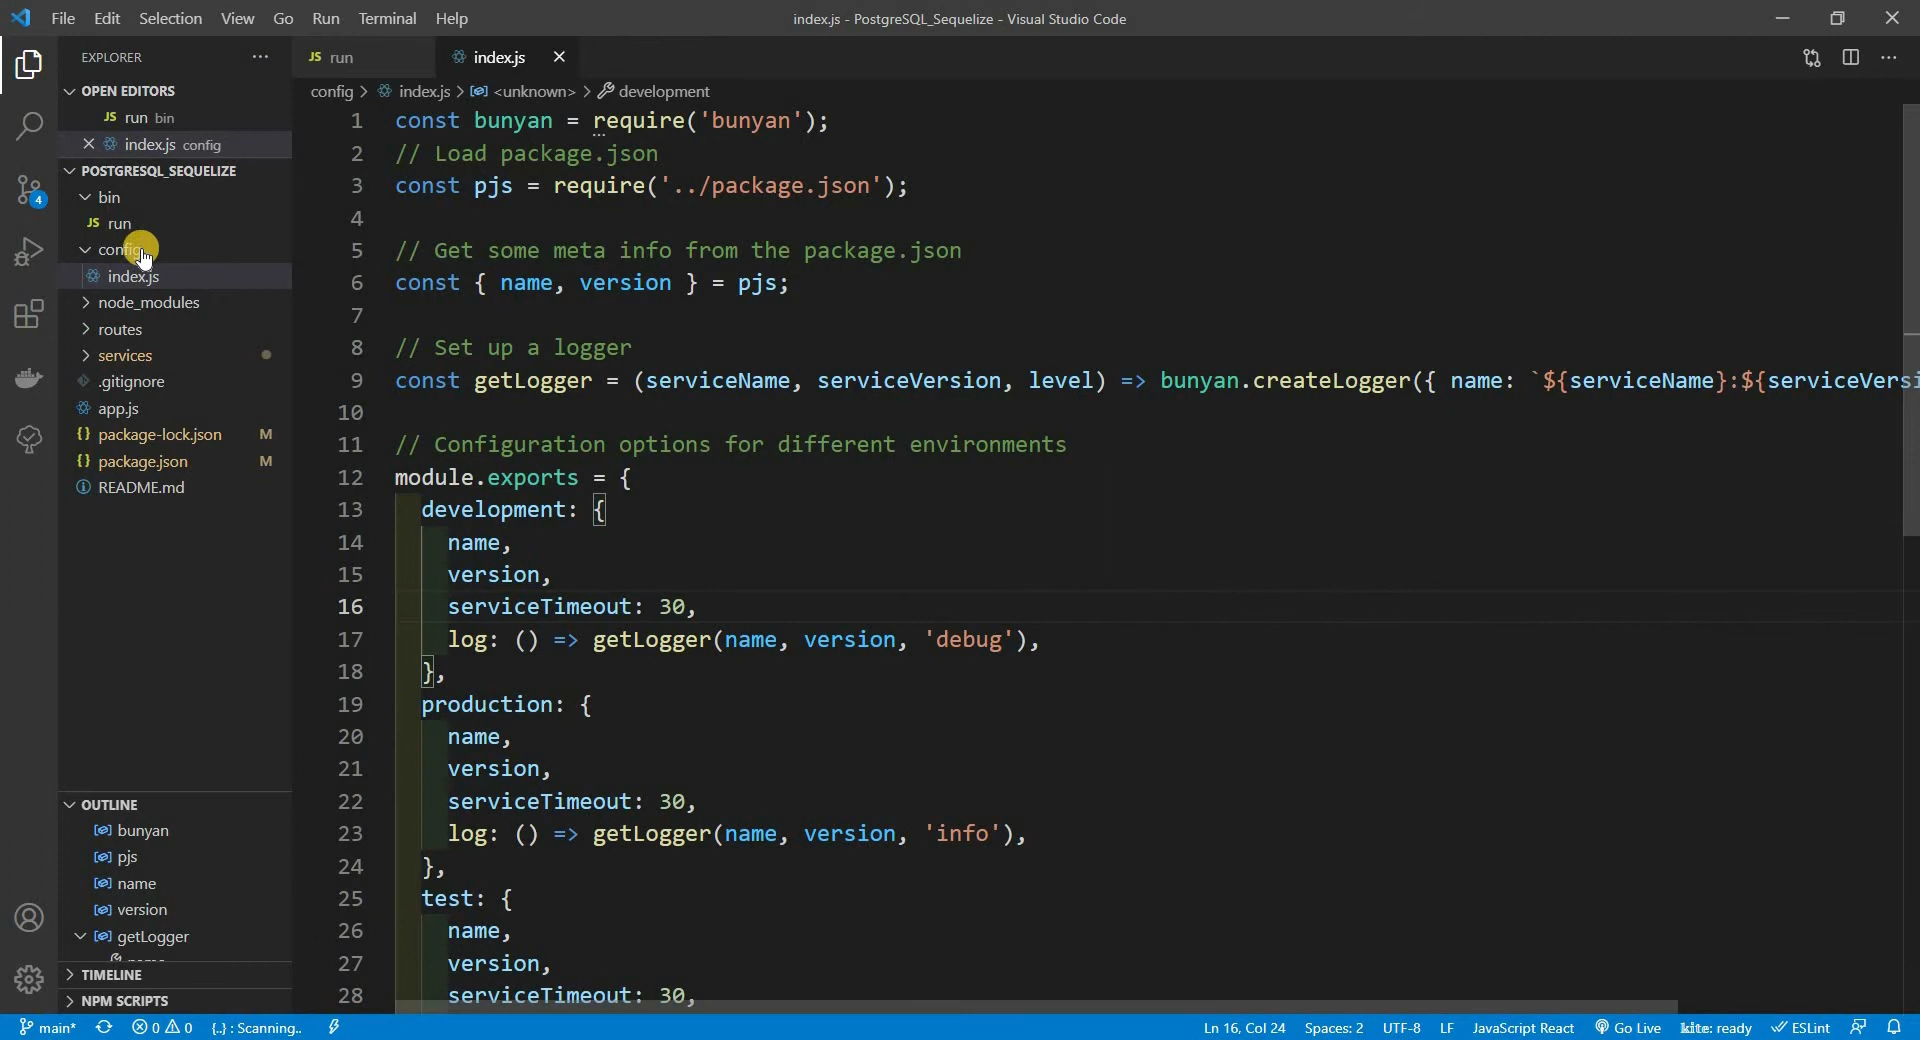 File Edit Selection View Go Run Terminal Help
index.js - PostgreSQL_Sequelize - Visual Studio Code
EXPLORER
OPEN EDITORS
JS run bin
index.js config
POSTGRESQL_SEQUELIZE
bin
JS run
config
index.js
node_modules
routes
services
.gitignore
app.js
{} package-lock.json M
{} package.json M
README.md
4
OUTLINE
bunyan
pjs
name
version
getLogger
TIMELINE
NPM SCRIPTS
JS run
index.js
config > index.js > <unknown> > development
1 const bunyan = require('bunyan');
2 // Load package.json
3 const pjs = require('../package.json');
4
5 // Get some meta info from the package.json
6 const { name, version } = pjs;
7
8 // Set up a logger
9 const getLogger = (serviceName, serviceVersion, level) => bunyan.createLogger({ name: `${serviceName}:${serviceVersi
10
11 // Configuration options for different environments
12 module.exports = {
13 development: {
14 name,
15 version,
16 serviceTimeout: 30,
17 log: () => getLogger(name, version, 'debug'),
18 },
19 production: {
20 name,
21 version,
22 serviceTimeout: 30,
23 log: () => getLogger(name, version, 'info'),
24 },
25 test: {
26 name,
27 version,
28 serviceTimeout: 30,
main* 0 0 {..} : Scanning.. Ln 16, Col 24 Spaces: 2 UTF-8 LF JavaScript React Go Live kite: ready ESLint